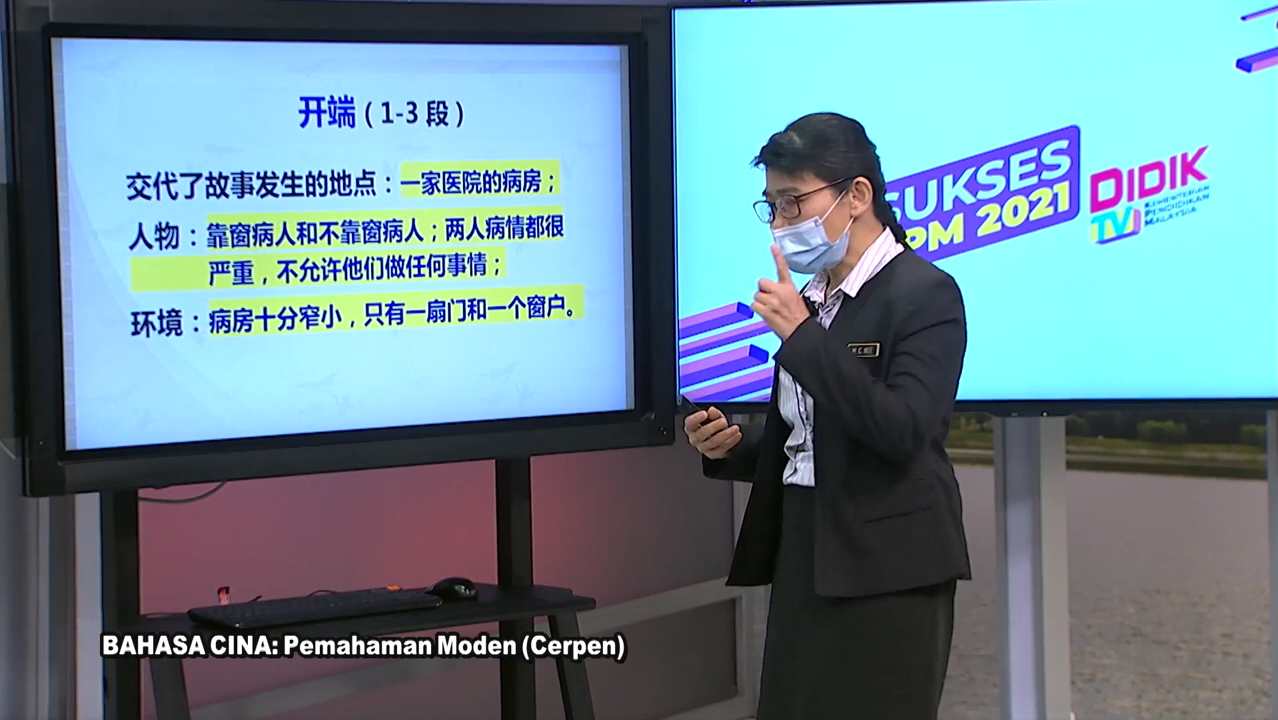 开端（1-3 段）
交代了故事发生的地点：一家医院的病房；
人物：靠窗病人和不靠窗病人；两人病情都很
严重，不允许他们做任何事情；
环境：病房十分窄小，只有一扇门和一个窗户。
SUKSES
PM 2021
DIDIK
TV
KEMENTERIAN
PENDIDIKAN
MALAYSIA
BAHASA CINA: Pemahaman Moden (Cerpen)